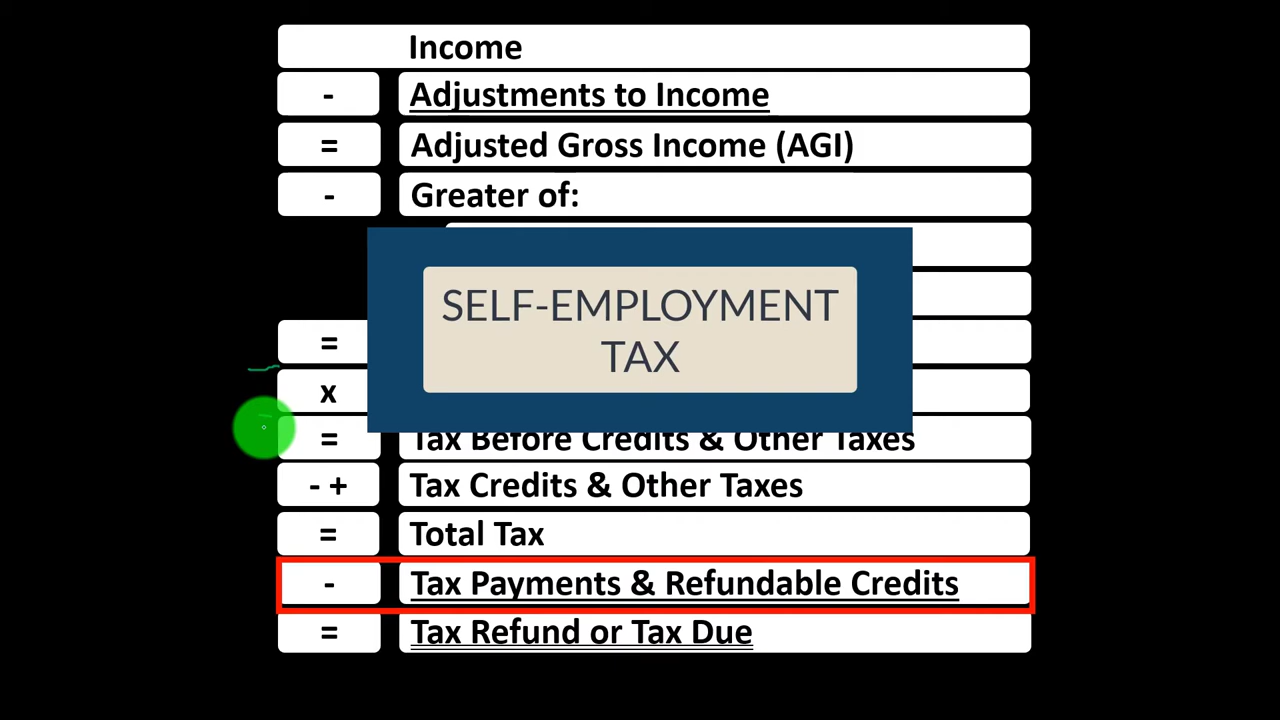 Income
- Adjustments to Income
= Adjusted Gross Income (AGI)
- Greater of:
SELF-EMPLOYMENT
TAX
=
x
= Tax Before Credits & Other Taxes
- + Tax Credits & Other Taxes
= Total Tax
- Tax Payments & Refundable Credits
= Tax Refund or Tax Due